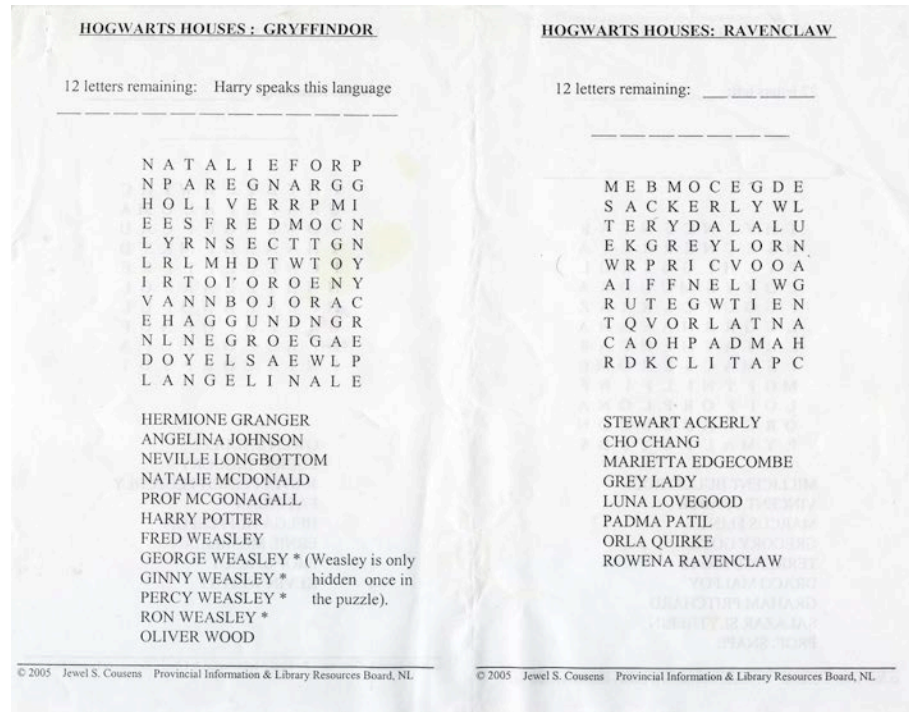 HOGWARTS HOUSES : GRYFFINDOR
12 letters remaining: Harry speaks this language
N A T A L I E F O R P
N P A R E G N A R G G
H O L I V E R R P M I
E E S F R E D M O C N
L Y R N S E C T T G N
L R L M H D T W T O Y
I R T O I O R O E N Y
V A N N B O J O R A C
E H A G G U N D N G R
N L N E G R O E G A E
D O Y E L S A E W L P
L A N G E L I N A L E
HERMIONE GRANGER
ANGELINA JOHNSON
NEVILLE LONGBOTTOM
NATALIE MCDONALD
PROF MCGONAGALL
HARRY POTTER
FRED WEASLEY
GEORGE WEASLEY * (Weasley is only
GINNY WEASLEY * hidden once in
PERCY WEASLEY * the puzzle).
RON WEASLEY *
OLIVER WOOD
© 2005 Jewel S. Cousens Provincial Information & Library Resources Board, NL
HOGWARTS HOUSES: RAVENCLAW
12 letters remaining:
M E B M O C E G D E
S A C K E R L Y W L
T E R Y D A L A L U
E K G R E Y L O R N
W R P R I C V O O A
A I F F N E L I W G
R U T E G W T I E N
T Q V O R L A T N A
C A O H P A D M A H
R D K C L I T A P C
STEWART ACKERLY
CHO CHANG
MARIETTA EDGECOMBE
GREY LADY
LUNA LOVEGOOD
PADMA PATIL
ORLA QUIRKE
ROWENA RAVENCLAW
© 2005 Jewel S. Cousens Provincial Information & Library Resources Board, NL